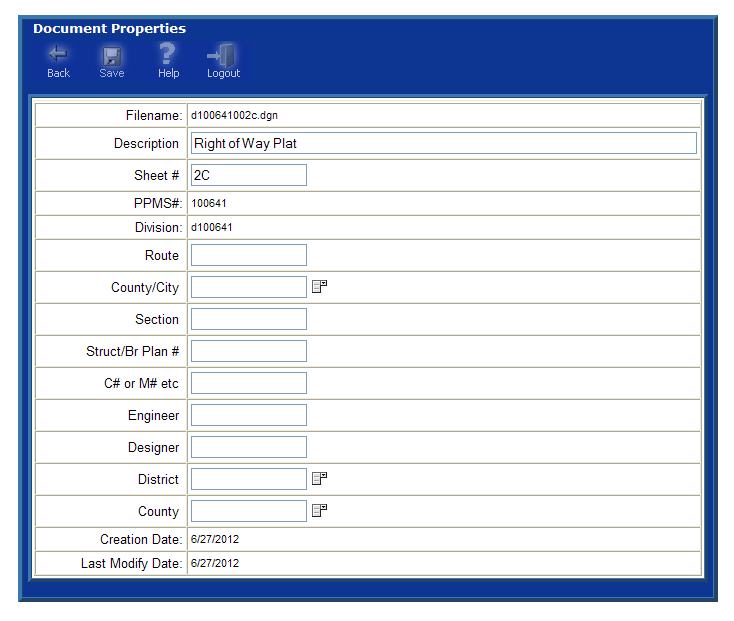 Document Properties
Back Save Help Logout
Filename: d100641002c.dgn
Description Right of Way Plat
Sheet # 2C
PPMS#: 100641
Division: d100641
Route
County/City
Section
Struct/Br Plan #
C# or M# etc
Engineer
Designer
District
County
Creation Date: 6/27/2012
Last Modify Date: 6/27/2012